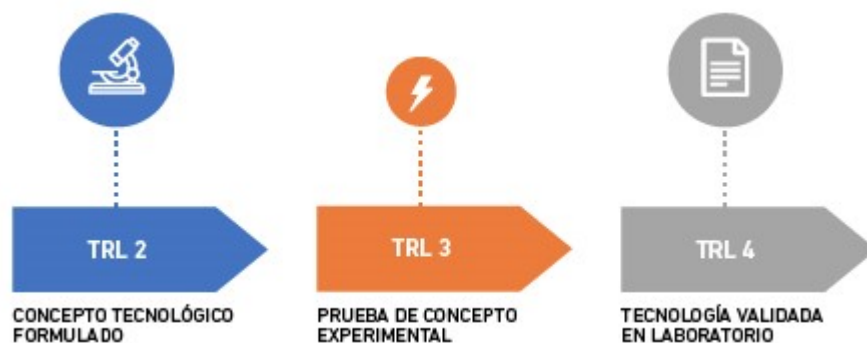 TRL 2
CONCEPTO TECNOLÓGICO
FORMULADO
TRL 3
PRUEBA DE CONCEPTO
EXPERIMENTAL
TRL 4
TECNOLOGÍA VALIDADA
EN LABORATORIO